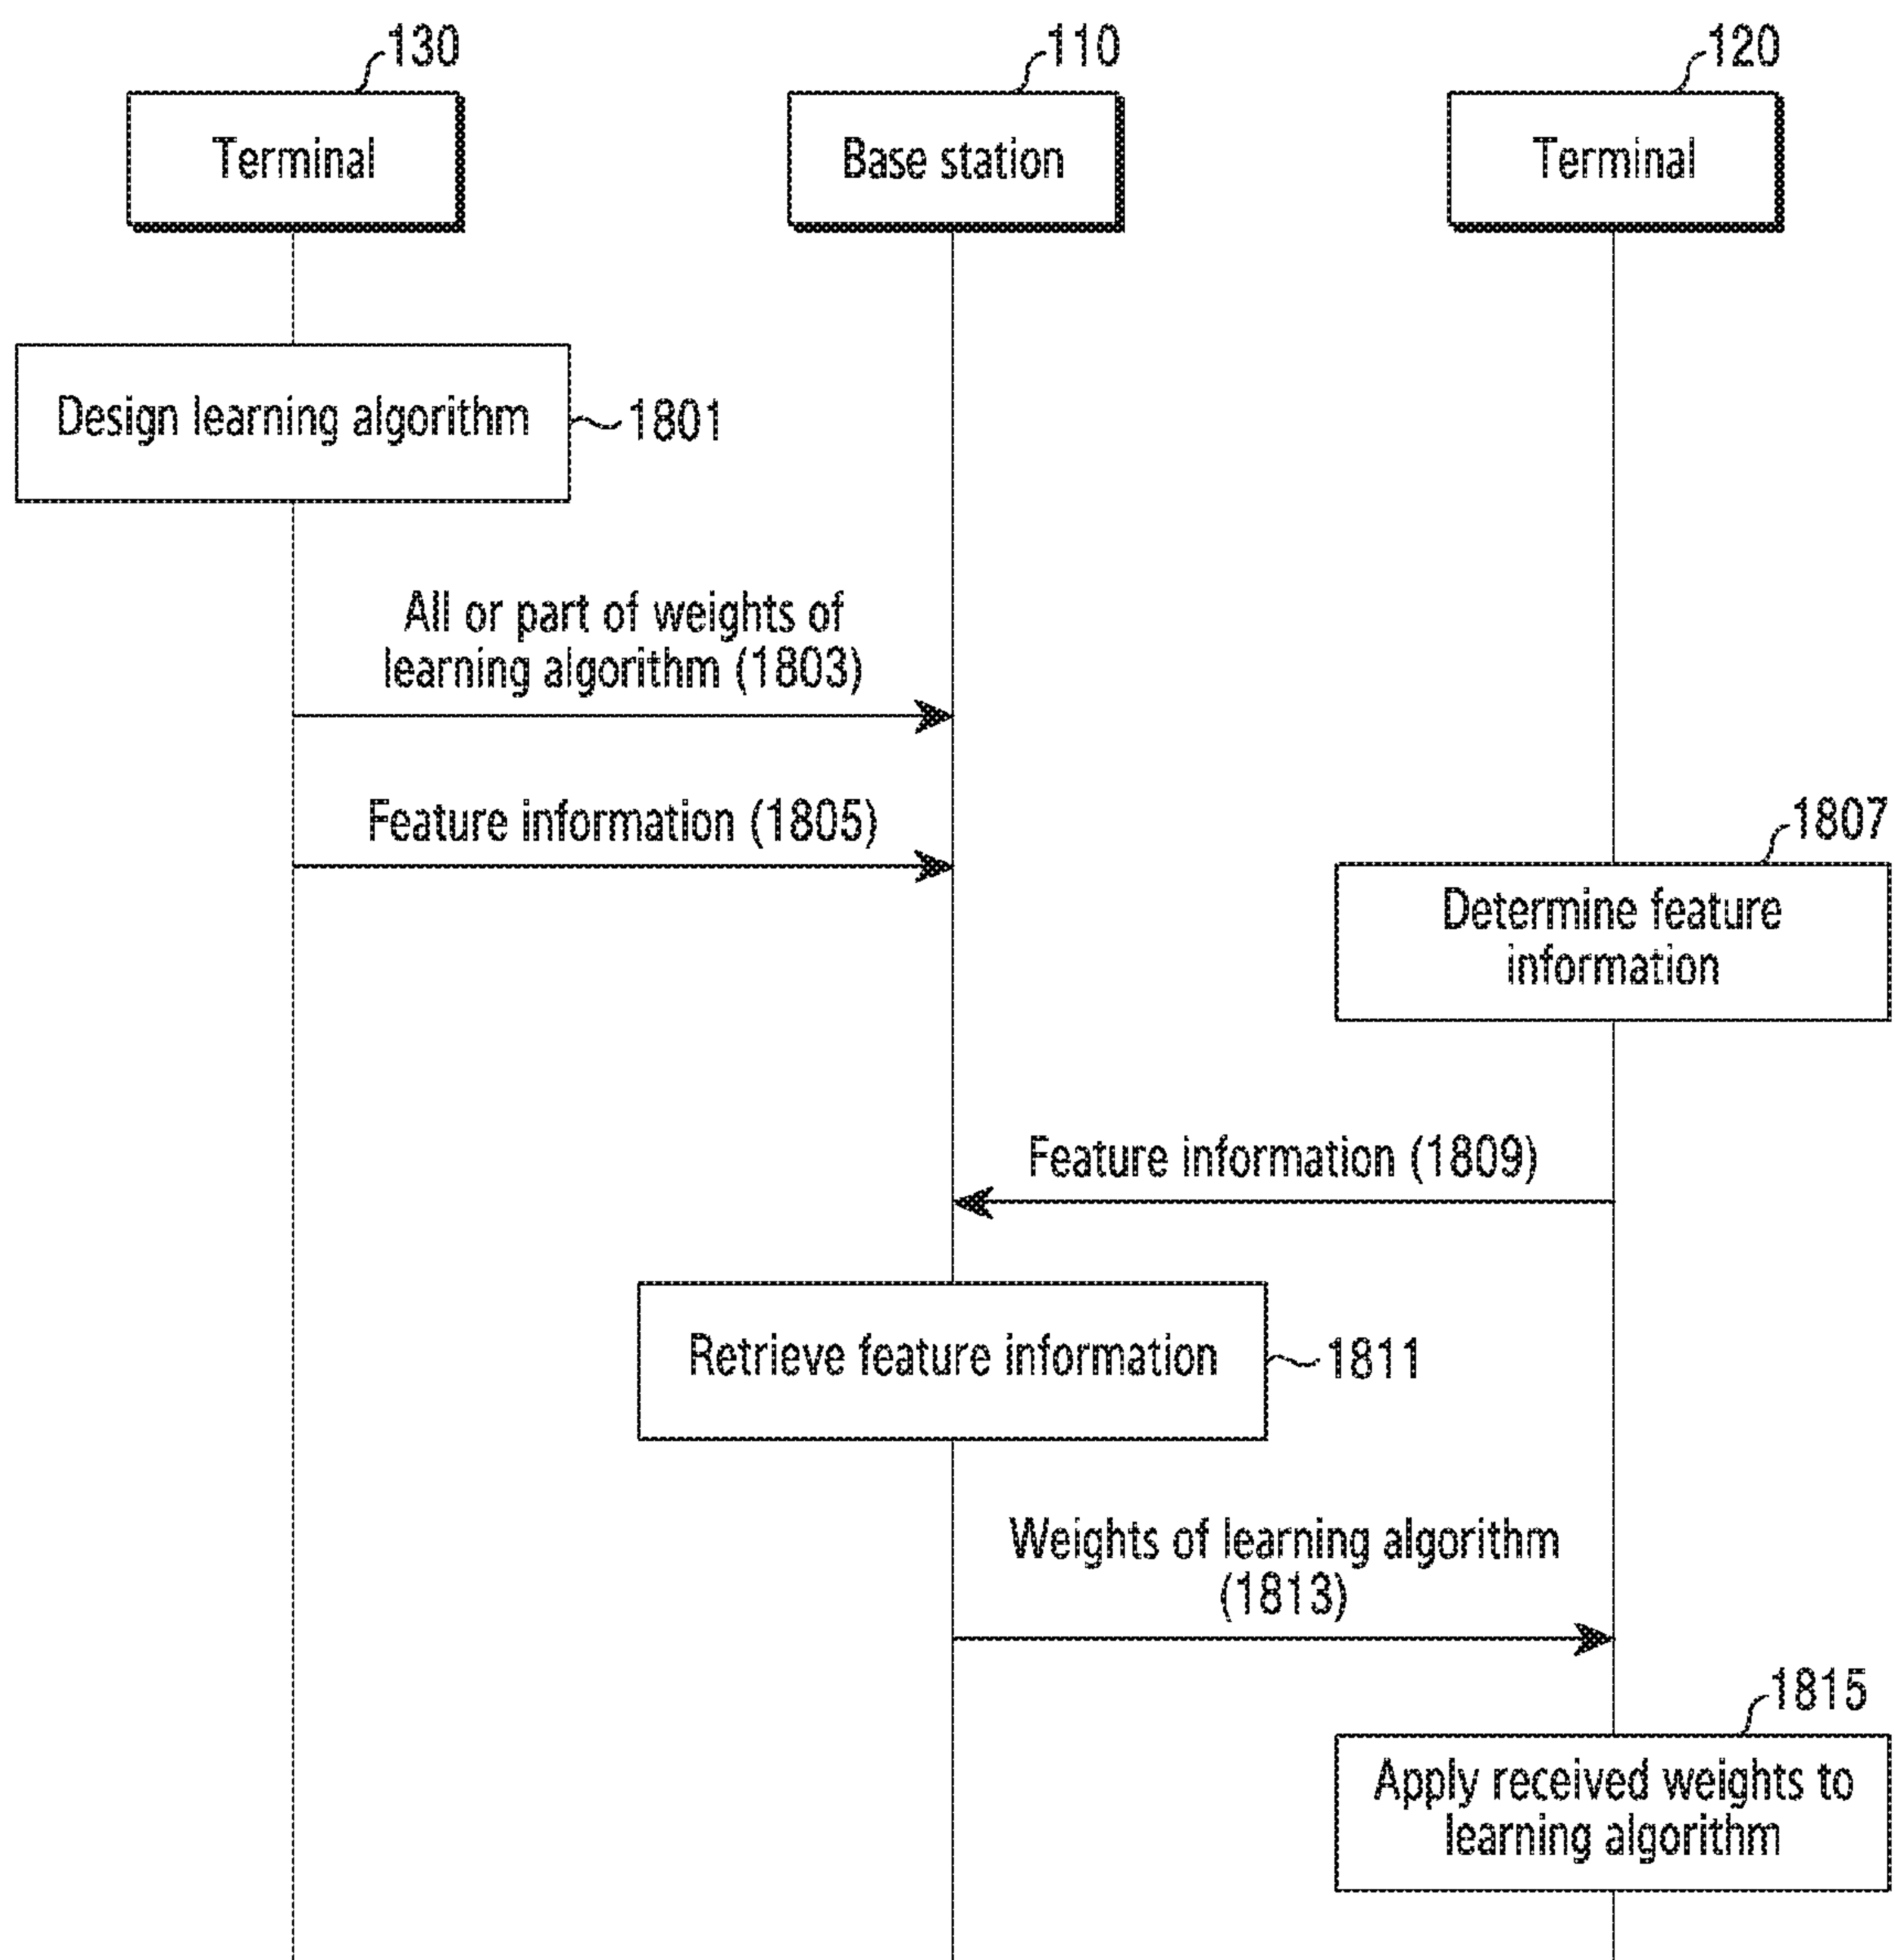 130
110
120
Terminal
Base station
Terminal
Design learning algorithm
1801
All or part of weights of
learning algorithm (1803)
Feature information (1805)
1807
Determine feature
information
Feature information (1809)
Retrieve feature information
1811
Weights of learning algorithm
(1813)
1815
Apply received weights to
learning algorithm